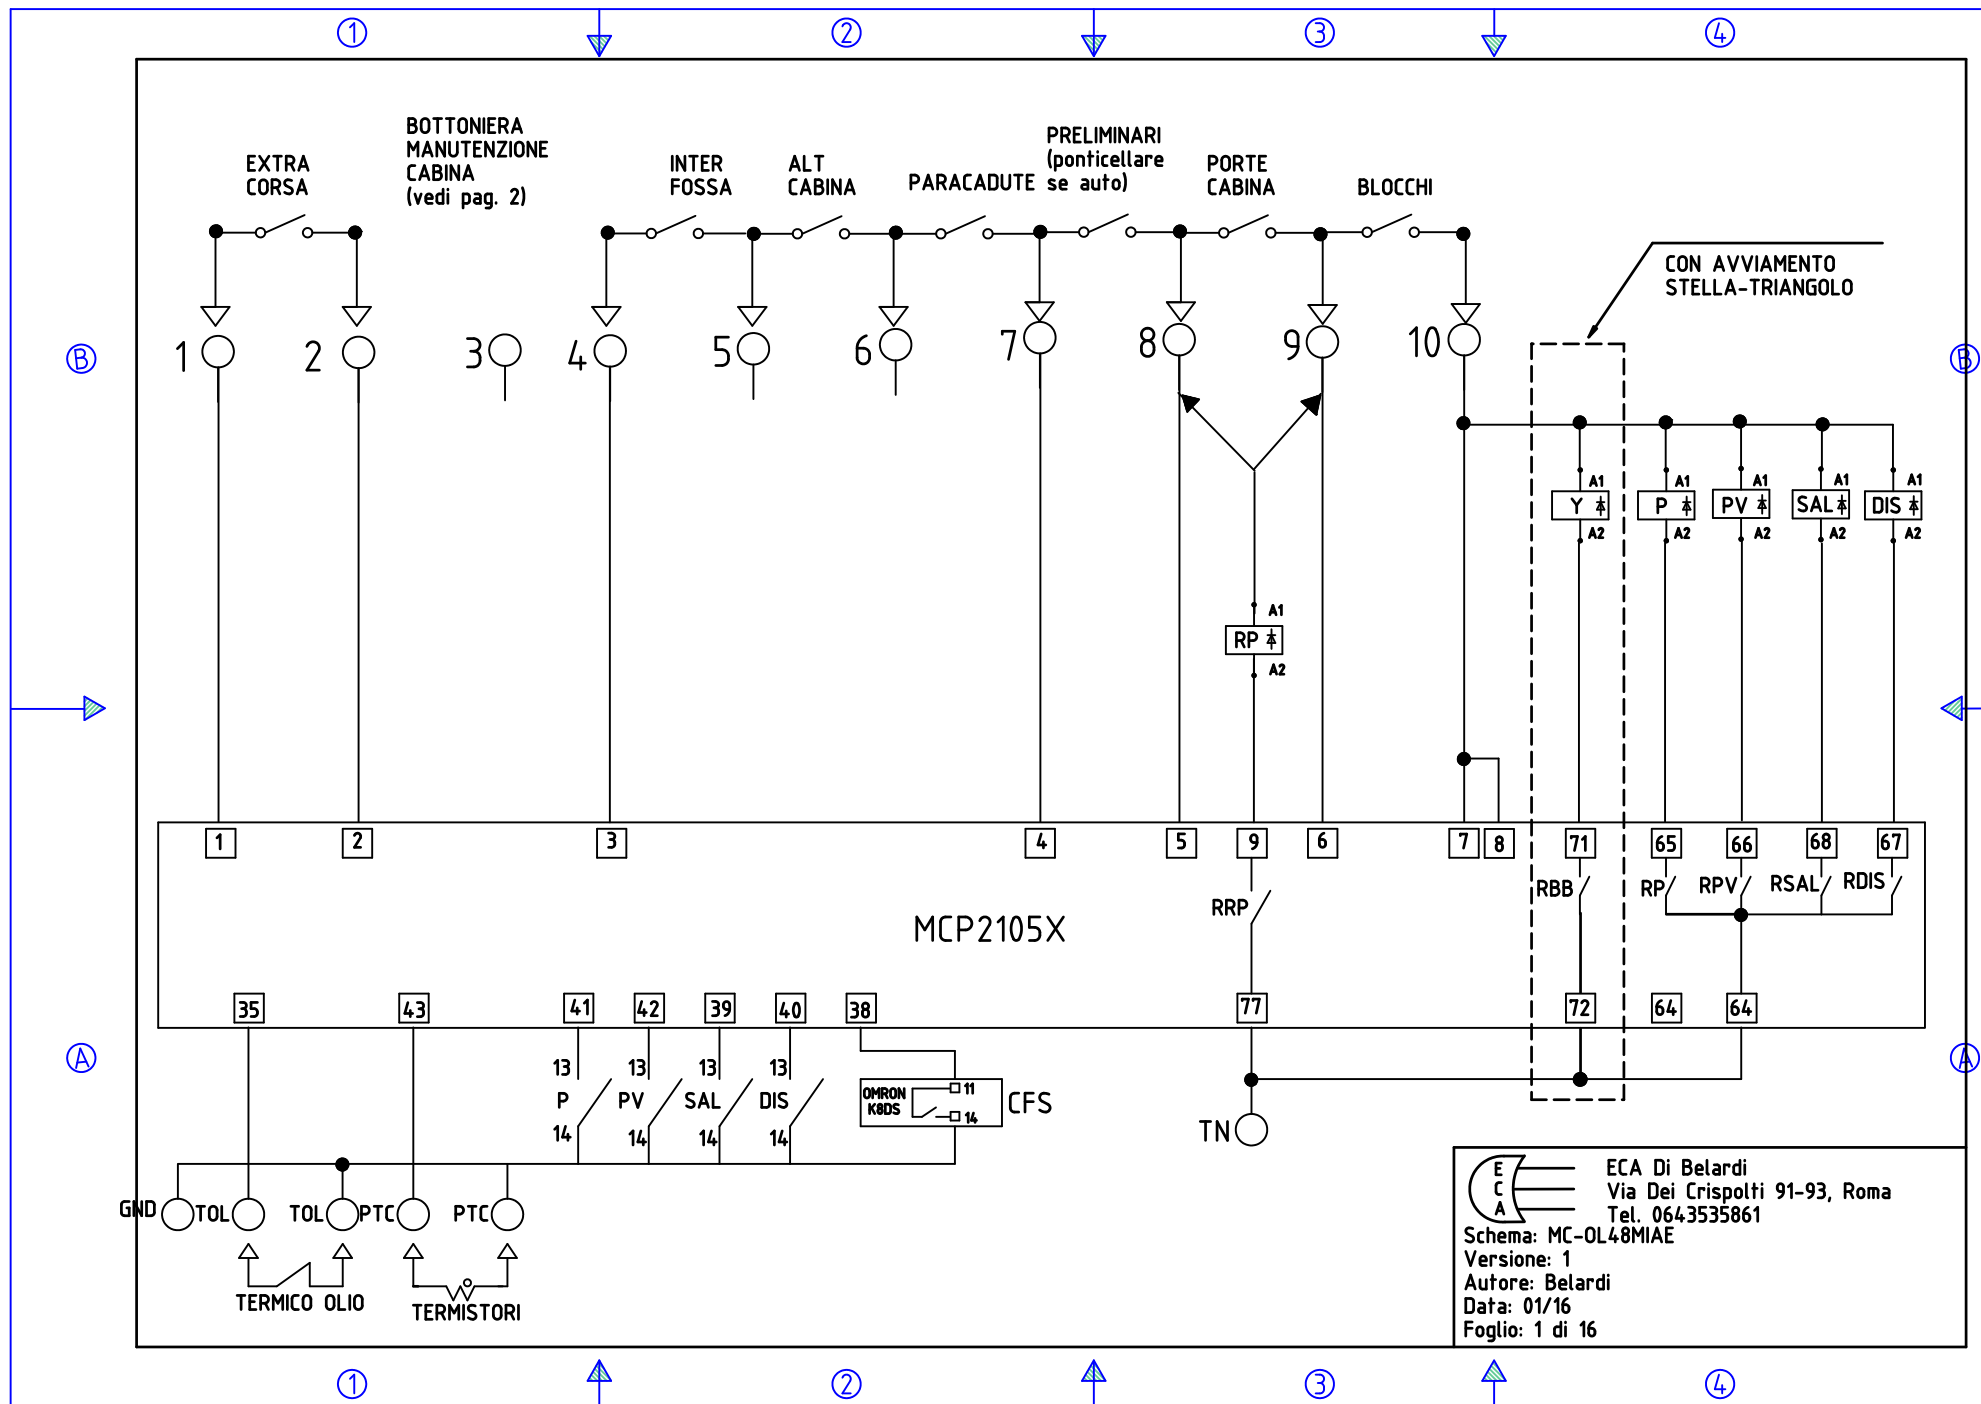 1 2 3 4
EXTRA
CORSA
BOTTONIERA
MANUTENZIONE
CABINA
(vedi pag. 2)
INTER
FOSSA
ALT
CABINA
PARACADUTE
PRELIMINARI
(ponticellare
se auto)
PORTE
CABINA
BLOCCHI
CON AVVIAMENTO
STELLA-TRIANGOLO
B 1 2 3 4 5 6 7 8 9 10 B
A1 A1 A1 A1 A1
Y P PV SAL DIS
A2 A2 A2 A2 A2
A1
RP
A2
1 2 3 4 5 9 6 7 8 71 65 66 68 67
RRP RBB RP RPV RSAL RDIS
MCP2105X
35 43 41 42 39 40 38 77 72 64 64
A 13 13 13 13 A
P PV SAL DIS
14 14 14 14
OMRON
K8DS
11
14
CFS
TN
GND TOL TOL PTC PTC
TERMICO OLIO
TERMISTORI
E
C
A
ECA Di Belardi
Via Dei Crispolti 91-93, Roma
Tel. 0643535861
Schema: MC-OL48MIAE
Versione: 1
Autore: Belardi
Data: 01/16
Foglio: 1 di 16
1 2 3 4